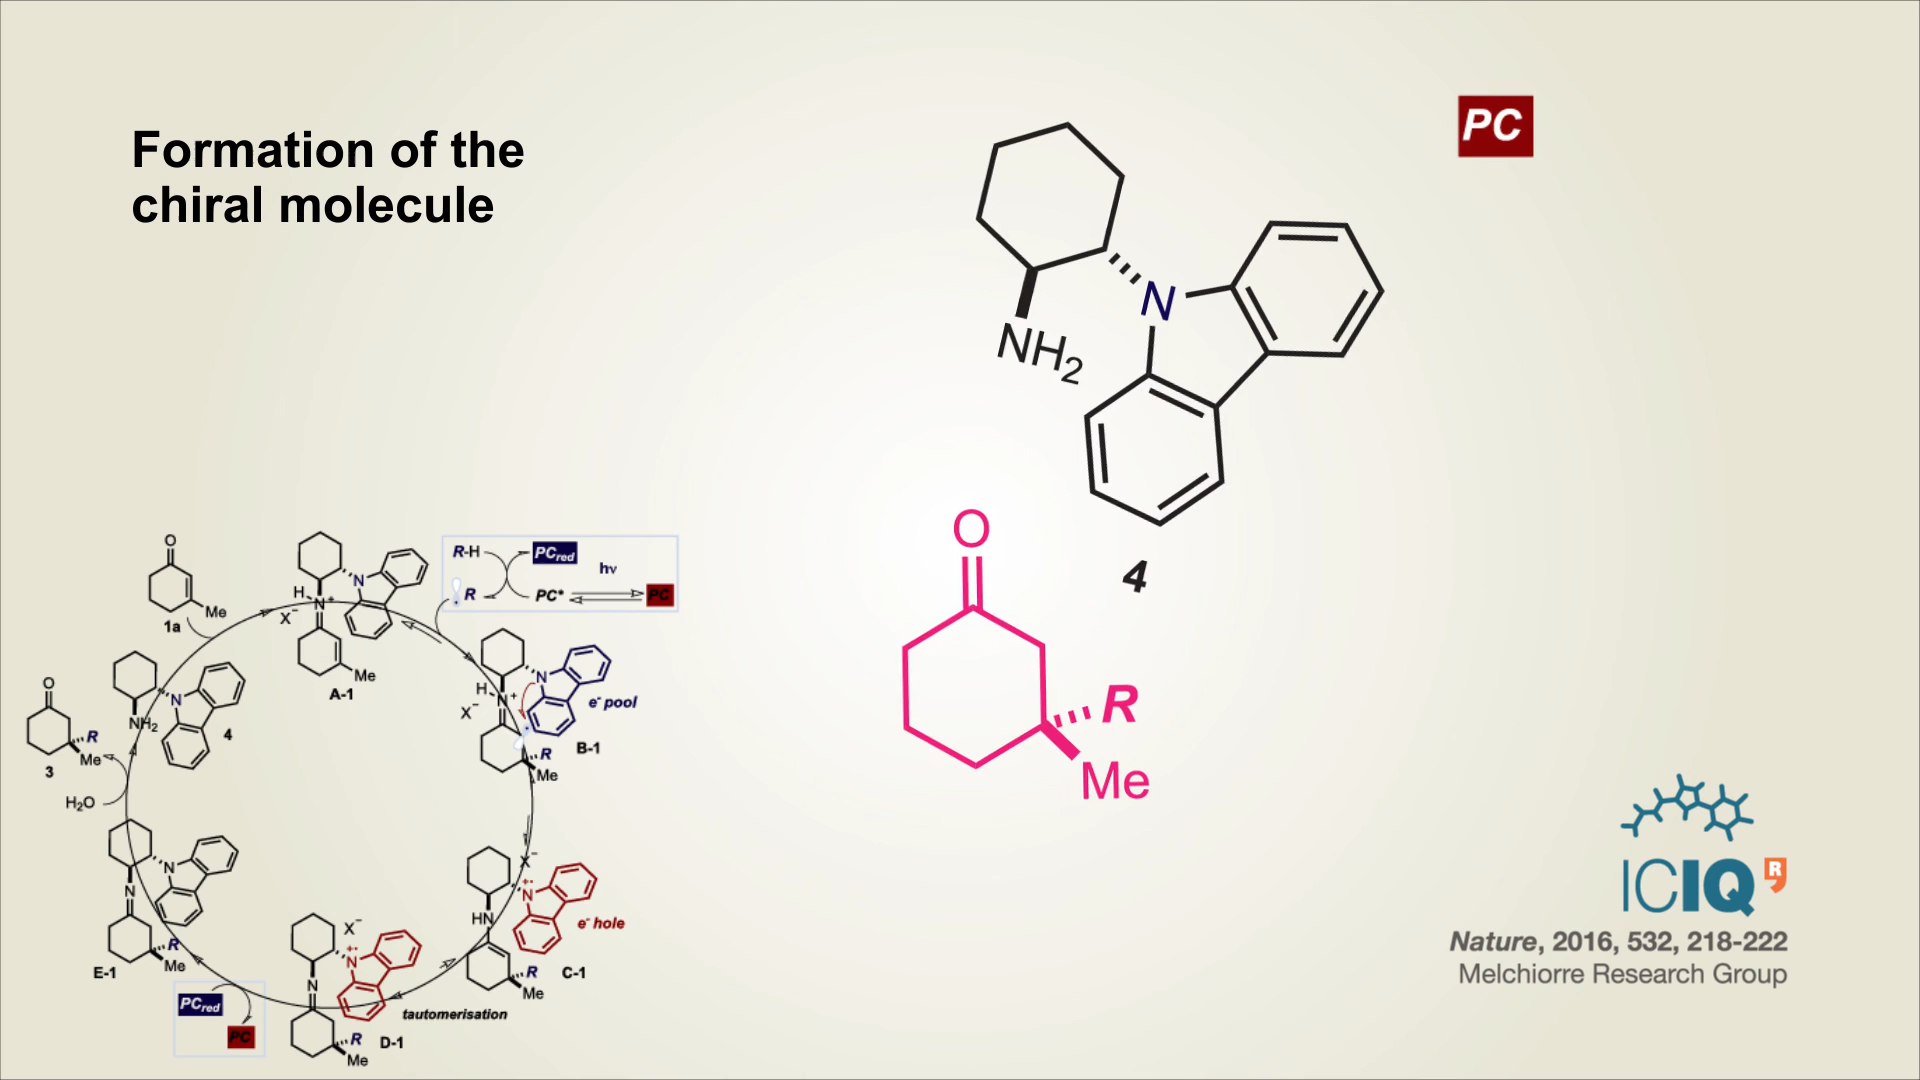 Formation of the
chiral molecule
PC
N
NH2
4
O
R
Me
O
Me
1a
H
N+
X−
N
Me
A-1
R-H
PCred
hν
R
PC*
PC
N
H
N+
X−
e− pool
R
Me
B-1
O
R
Me
3
N
NH2
4
H2O
N
N
R
Me
E-1
X−
N
+•
HN
e− hole
R
Me
C-1
X−
+•
N
N
R
Me
D-1
tautomerisation
PCred
PC
ICIQR
Nature, 2016, 532, 218-222
Melchiorre Research Group